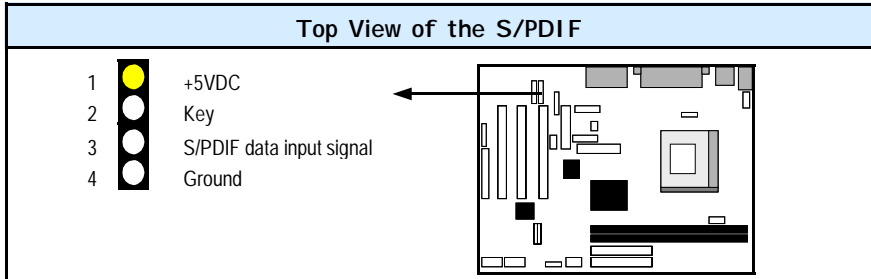 Top View of the S/PDIF
1 +5VDC
2 Key
3 S/PDIF data input signal
4 Ground